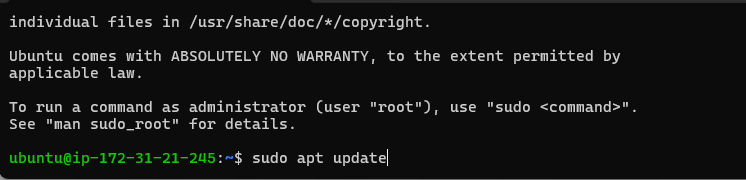 individual files in /usr/share/doc/*/copyright.
Ubuntu comes with ABSOLUTELY NO WARRANTY, to the extent permitted by
applicable law.
To run a command as administrator (user "root"), use "sudo <command>".
See "man sudo_root" for details.
ubuntu@ip-172-31-21-245:~$ sudo apt update